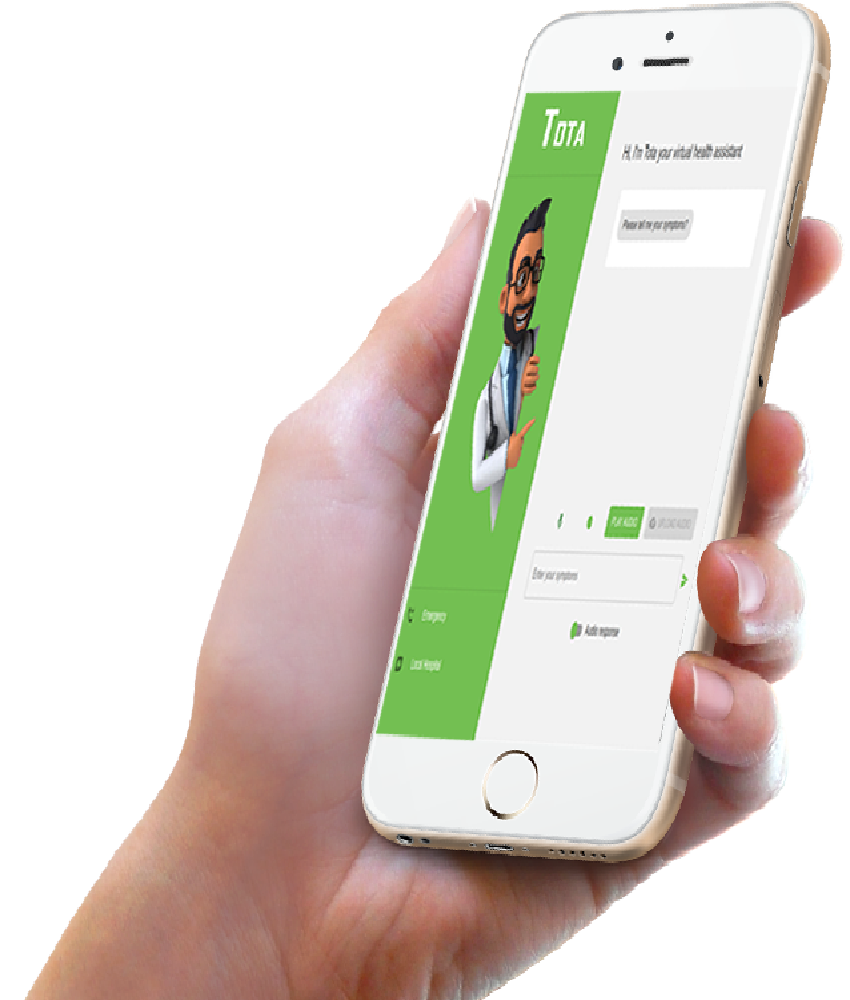 TOTA
Hi, I'm Tota your virtual health assistant
Please tell me your symptoms?
PLAY AUDIO
UPLOAD AUDIO
Enter your symptoms
Audio response
Emergency
Local Hospital